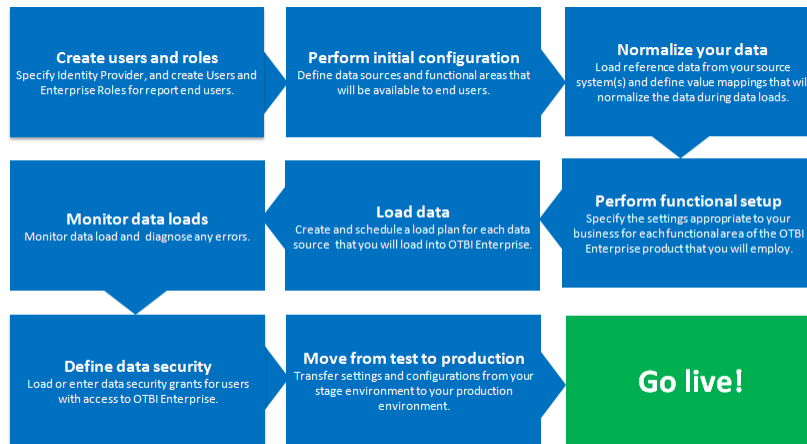 Create users and roles
Specify Identity Provider, and create Users and
Enterprise Roles for report end users.
Perform initial configuration
Define data sources and functional areas that
will be available to end users.
Normalize your data
Load reference data from your source
system(s) and define value mappings that will
normalize the data during data loads.
Perform functional setup
Specify the settings appropriate to your
business for each functional area of the OTBI
Enterprise product that you will employ.
Load data
Create and schedule a load plan for each data
source that you will load into OTBI Enterprise.
Monitor data loads
Monitor data load and diagnose any errors.
Define data security
Load or enter data security grants for users
with access to OTBI Enterprise.
Move from test to production
Transfer settings and configurations from your
stage environment to your production
environment.
Go live!